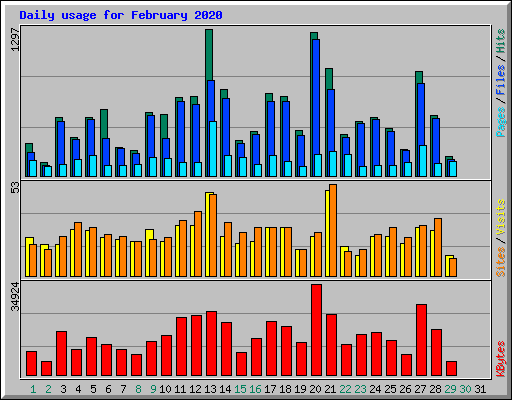 Daily usage for February 2020
1297
Pages / Files / Hits
53
Sites / Visits
34924
KBytes
1 2 3 4 5 6 7 8 9 10 11 12 13 14 15 16 17 18 19 20 21 22 23 24 25 26 27 28 29 30 31